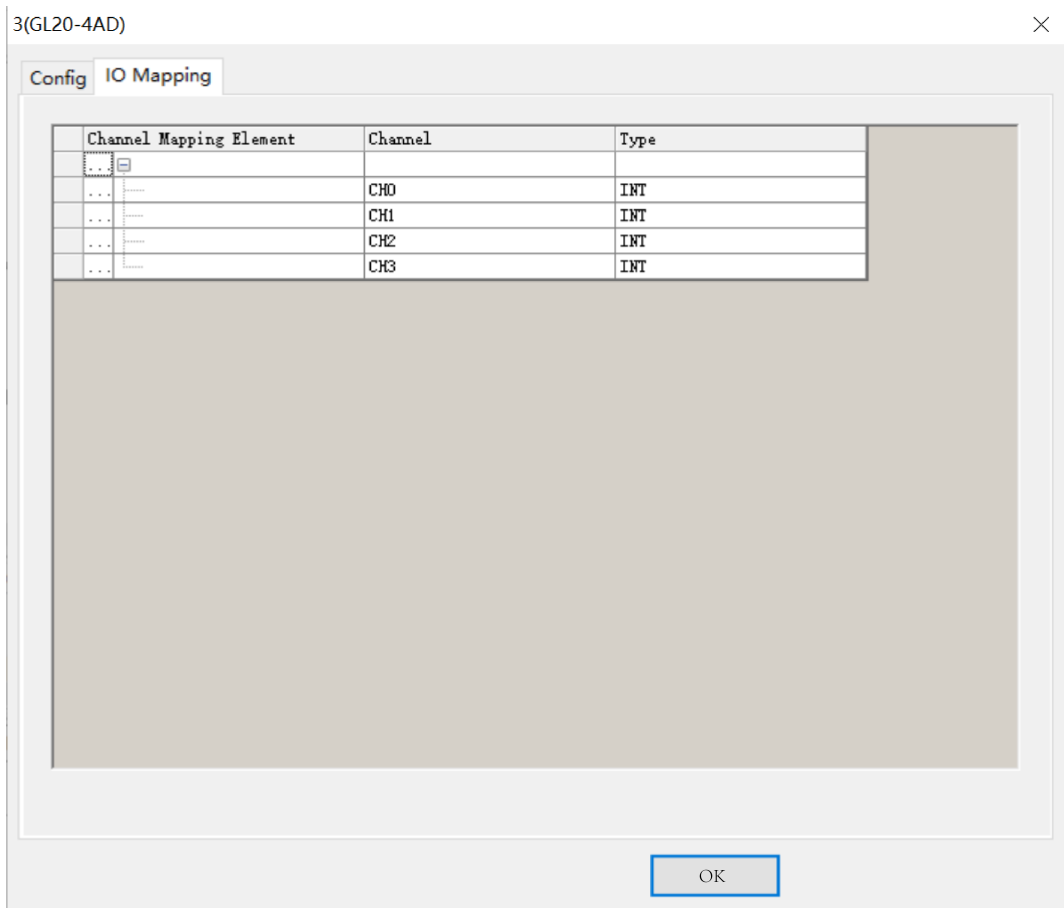 3(GL20-4AD)
Config IO Mapping
Channel Mapping Element Channel Type
...
... CH0 INT
... CH1 INT
... CH2 INT
... CH3 INT
OK